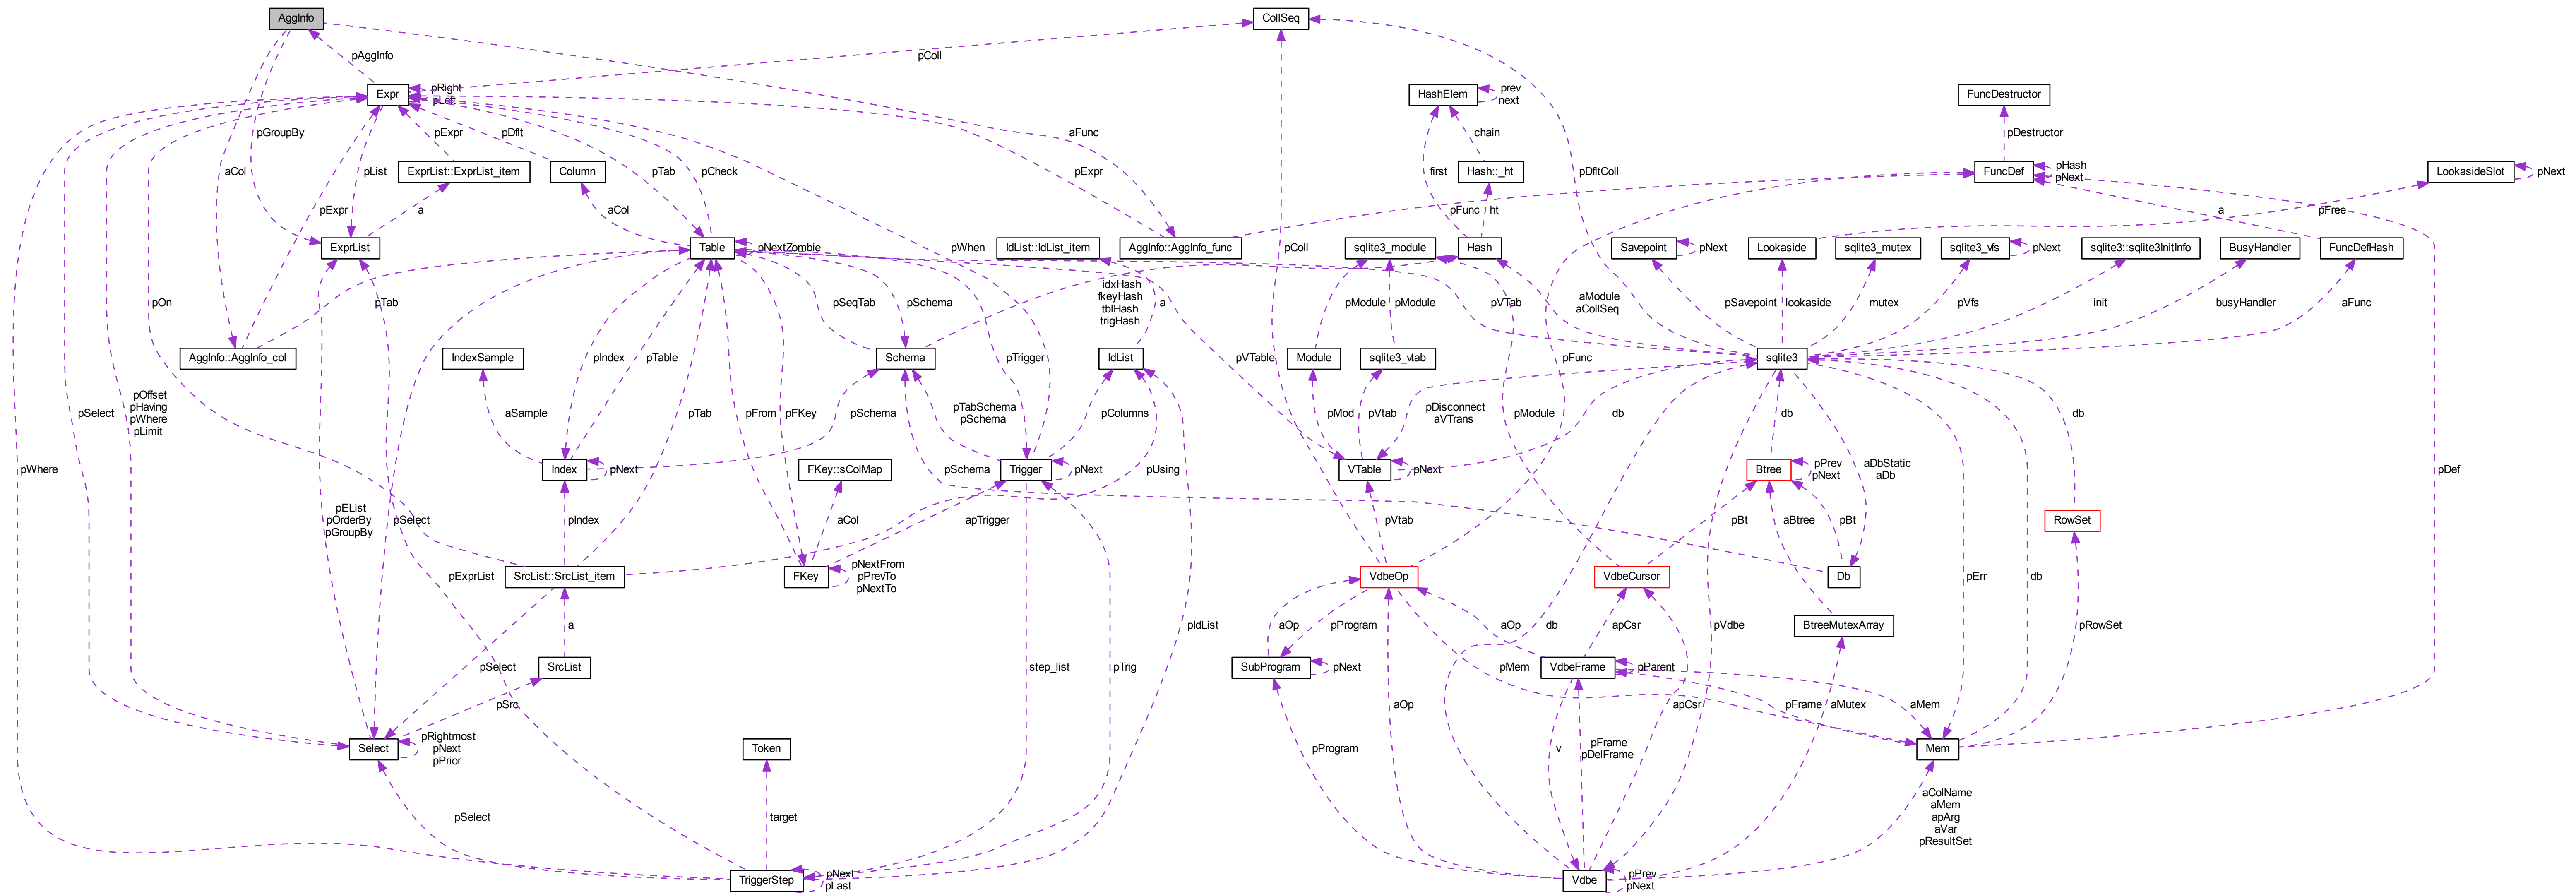 AggInfo
CollSeq
pAggInfo
pColl
Expr
pRight
pLeft
HashElem
prev
next
FuncDestructor
pGroupBy
pExpr
pDflt
aFunc
chain
pDestructor
aCol
pList
ExprList::ExprList_item
Column
pTab
pCheck
pExpr
pDfltColl
first
Hash::_ht
FuncDef
pHash
pNext
LookasideSlot
pNext
pExpr
a
aCol
pFunc
ht
a
pFree
ExprList
Table
pNextZombie
pWhen
IdList::IdList_item
AggInfo::AggInfo_func
pColl
sqlite3_module
Hash
Savepoint
pNext
Lookaside
sqlite3_mutex
sqlite3_vfs
pNext
sqlite3::sqlite3InitInfo
BusyHandler
FuncDefHash
pOn
pTab
pSeqTab
pSchema
idxHash
fkeyHash
tblHash
trigHash
a
pModule
pModule
pVTab
aModule
aCollSeq
pSavepoint
lookaside
mutex
pVfs
init
busyHandler
aFunc
AggInfo::AggInfo_col
IndexSample
pIndex
pTable
Schema
pTrigger
IdList
pVTable
Module
sqlite3_vtab
pFunc
sqlite3
pSelect
pOffset
pHaving
pWhere
pLimit
aSample
pTab
pFrom
pFKey
pSchema
pTabSchema
pSchema
pColumns
pMod
pVtab
pDisconnect
aVTrans
pModule
db
db
aDbStatic
aDb
db
pWhere
Index
pNext
FKey::sColMap
pSchema
Trigger
pNext
pUsing
VTable
pNext
Btree
pPrev
pNext
pDef
pEList
pOrderBy
pGroupBy
pSelect
pIndex
aCol
apTrigger
pVtab
pBt
aBtree
pBt
RowSet
pExprList
SrcList::SrcList_item
FKey
pNextFrom
pPrevTo
pNextTo
VdbeOp
VdbeCursor
Db
pErr
db
a
pIdList
aOp
pProgram
db
aOp
apCsr
pVdbe
BtreeMutexArray
pRowSet
pSelect
SrcList
step_list
pTrig
SubProgram
pNext
pMem
VdbeFrame
pParent
pSrc
aOp
apCsr
pFrame
aMutex
aMem
Select
pRightmost
pNext
pPrior
Token
pProgram
v
pFrame
pDelFrame
Mem
pSelect
target
aColName
aMem
apArg
aVar
pResultSet
TriggerStep
pNext
pLast
Vdbe
pPrev
pNext